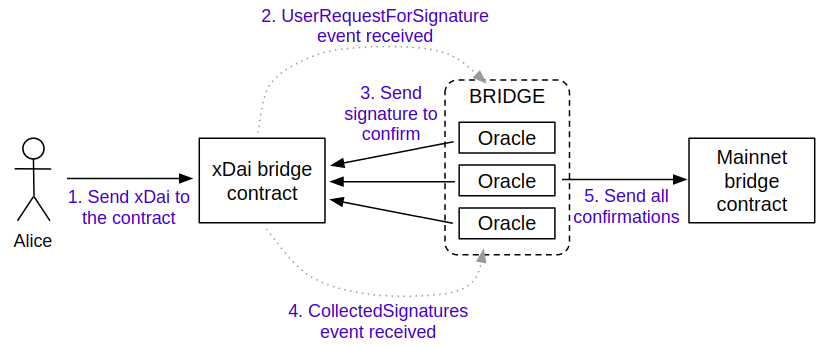 2. UserRequestForSignature
event received
3. Send
signature to
confirm
BRIDGE
Oracle
Oracle
Oracle
xDai bridge
contract
Mainnet
bridge
contract
1. Send xDai to
the contract
Alice
5. Send all
confirmations
4. CollectedSignatures
event received